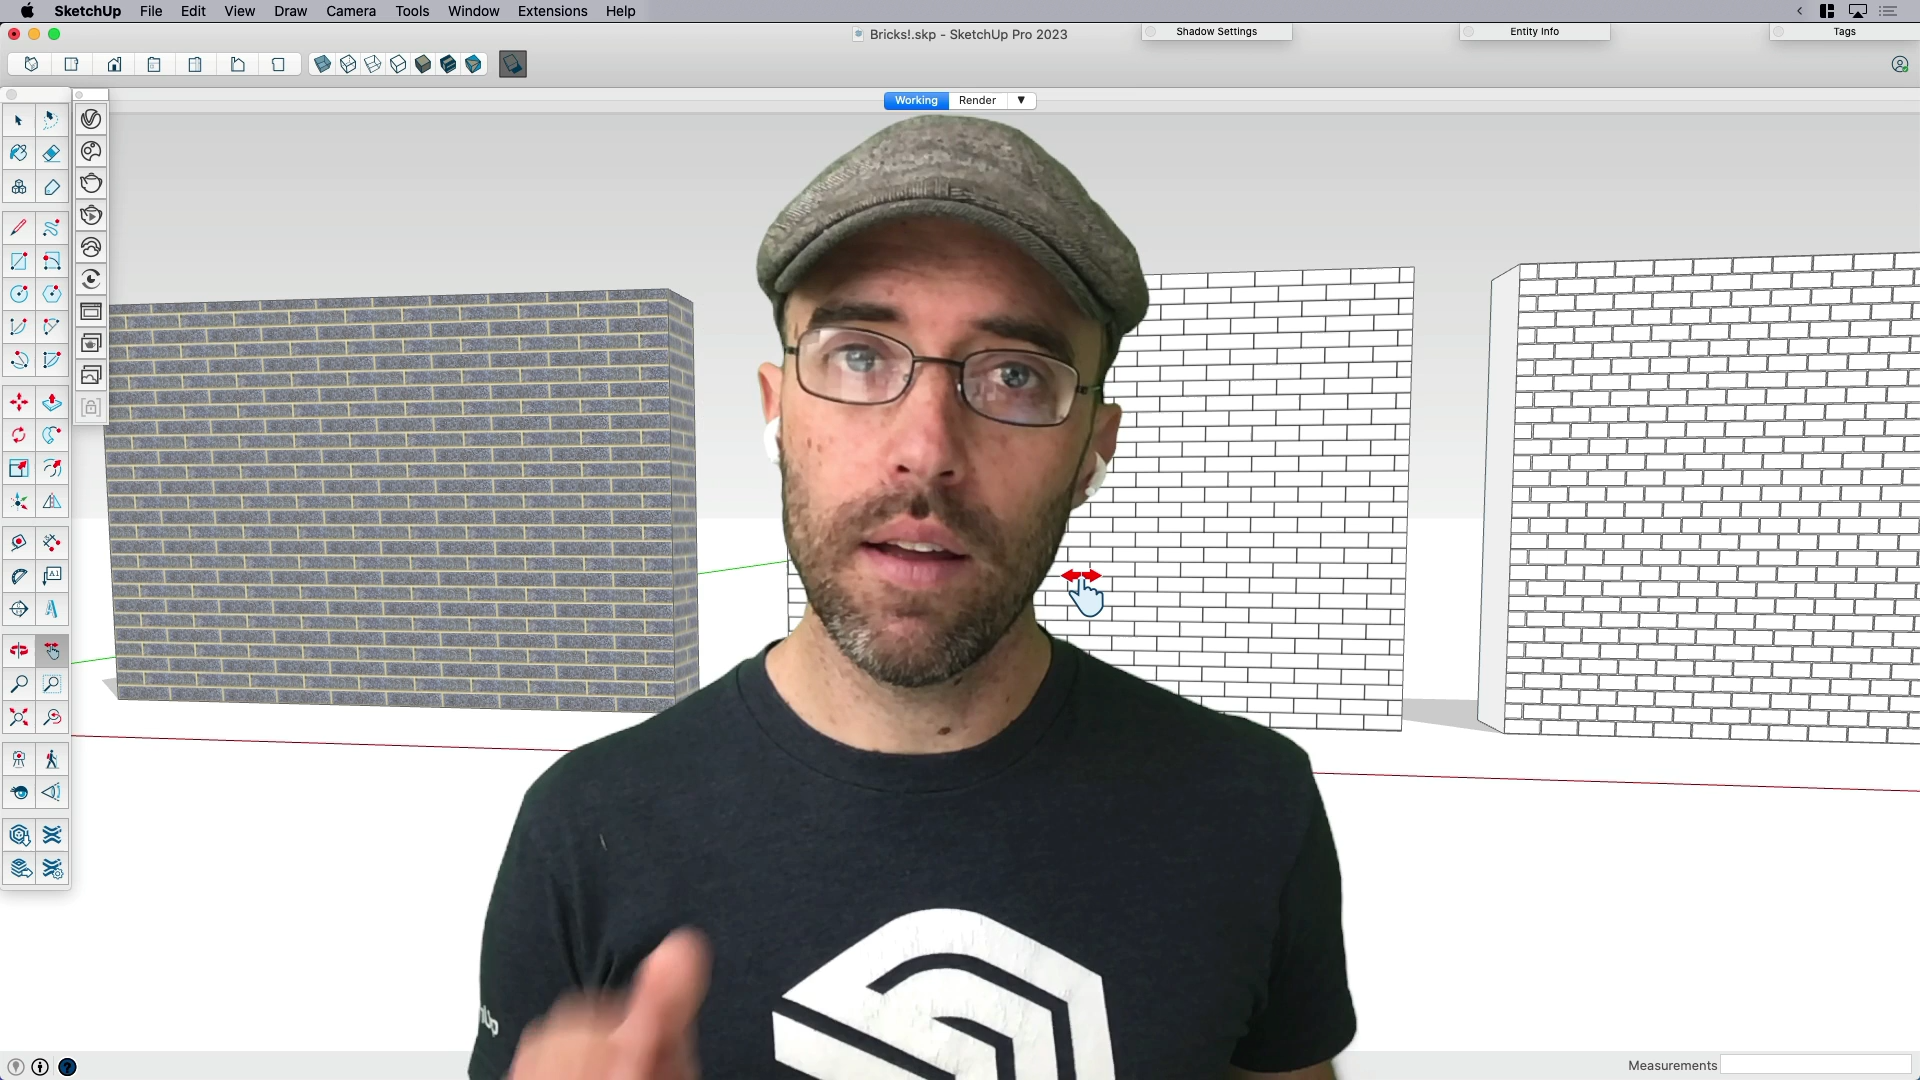 SketchUp File Edit View Draw Camera Tools Window Extensions Help
Bricks!.skp - SketchUp Pro 2023
Shadow Settings
Entity Info
Tags
Working Render
A1
Measurements